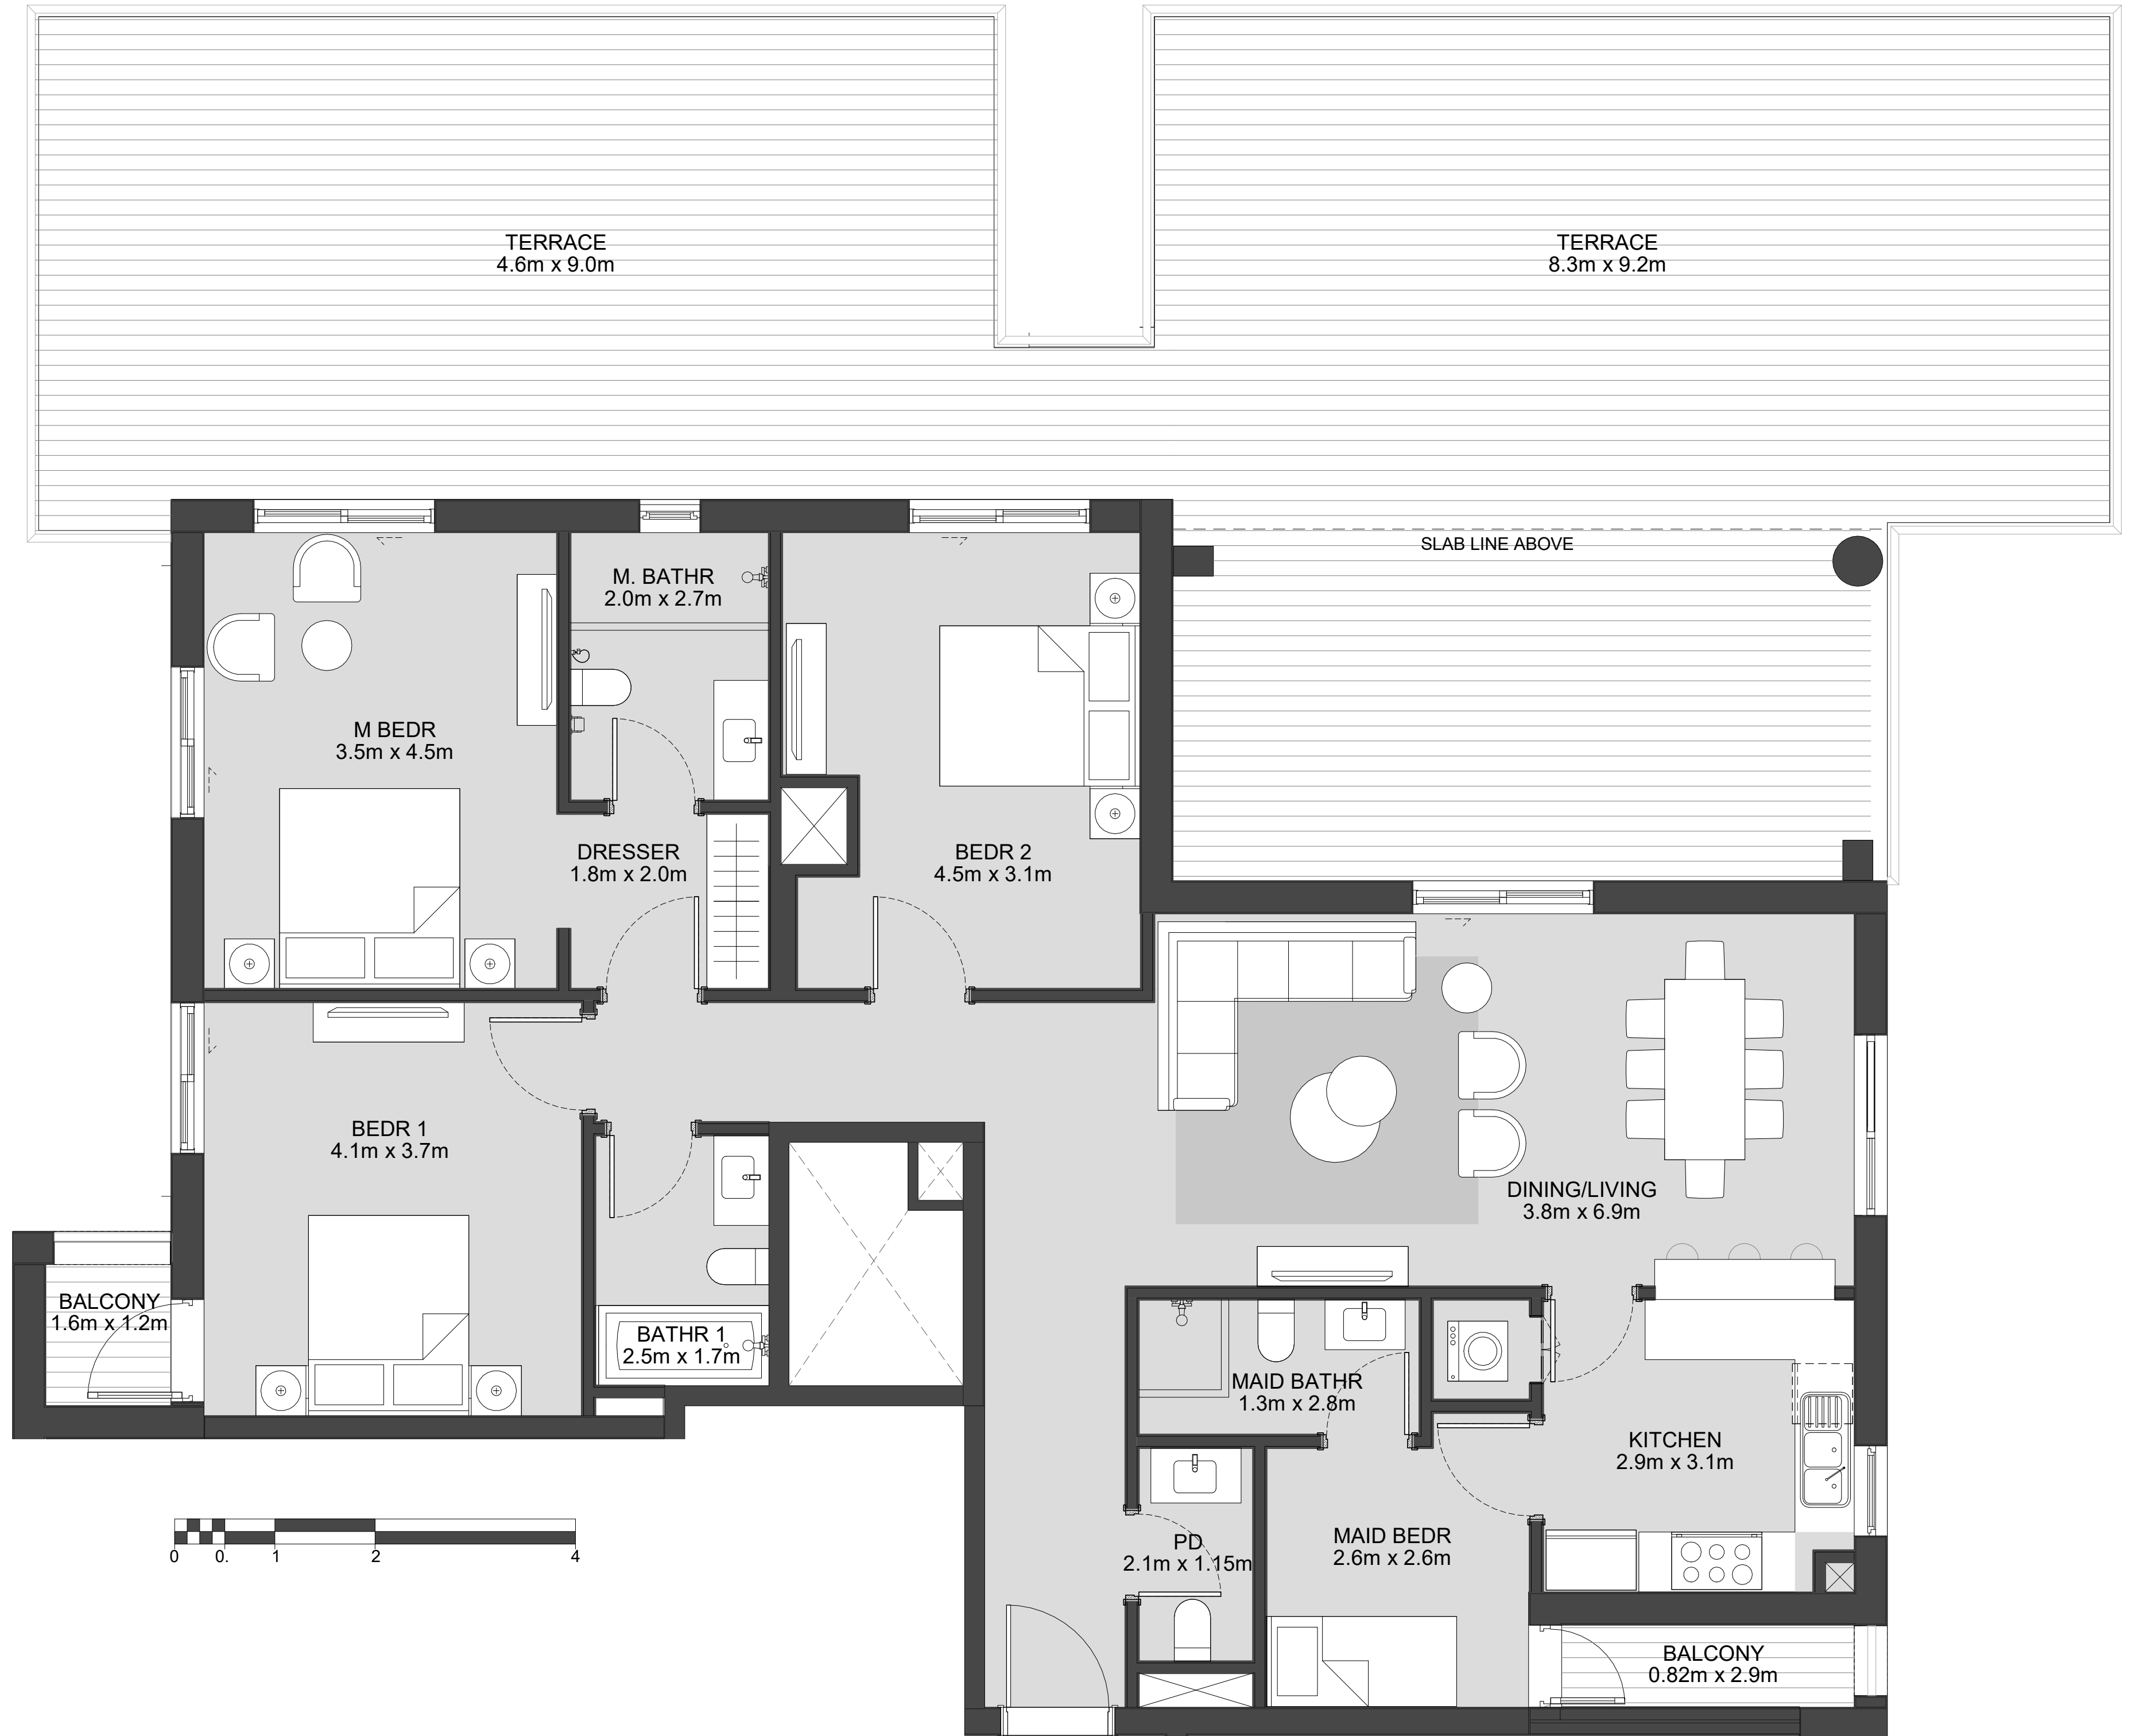 TERRACE
4.6m x 9.0m
TERRACE
8.3m x 9.2m
SLAB LINE ABOVE
M. BATHR
2.0m x 2.7m
M BEDR
3.5m x 4.5m
DRESSER
1.8m x 2.0m
BEDR 2
4.5m x 3.1m
BEDR 1
4.1m x 3.7m
DINING/LIVING
3.8m x 6.9m
BALCONY
1.6m x 1.2m
BATHR 1
2.5m x 1.7m
MAID BATHR
1.3m x 2.8m
KITCHEN
2.9m x 3.1m
PD
2.1m x 1.15m
MAID BEDR
2.6m x 2.6m
0 0. 1 2 4
BALCONY
0.82m x 2.9m